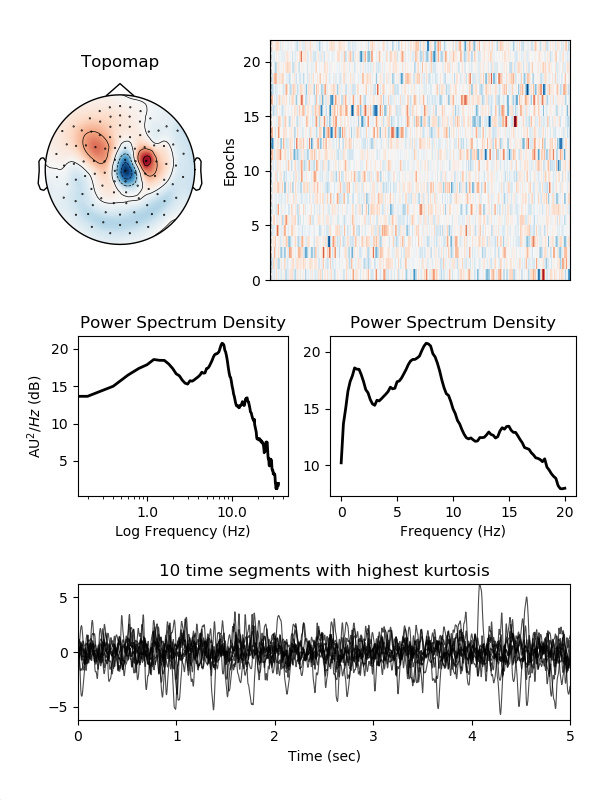 Topomap
Epochs
20
15
10
5
0
Power Spectrum Density
AU²/Hz (dB)
20
15
10
5
1.0 10.0
Log Frequency (Hz)
Power Spectrum Density
20
15
10
0 5 10 15 20
Frequency (Hz)
10 time segments with highest kurtosis
5
0
−5
0 1 2 3 4 5
Time (sec)